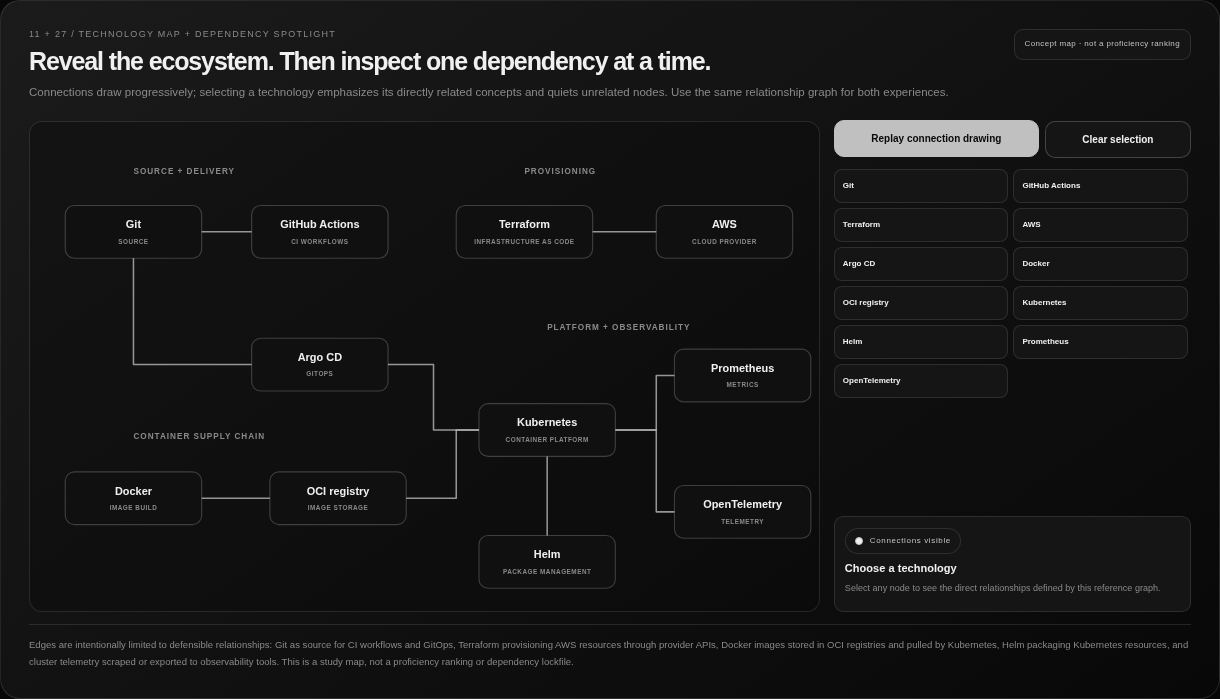 11 + 27 / TECHNOLOGY MAP + DEPENDENCY SPOTLIGHT
Reveal the ecosystem. Then inspect one dependency at a time.
Connections draw progressively; selecting a technology emphasizes its directly related concepts and quiets unrelated nodes. Use the same relationship graph for both experiences.
Concept map · not a proficiency ranking
SOURCE + DELIVERY
PROVISIONING
Git
SOURCE
GitHub Actions
CI WORKFLOWS
Terraform
INFRASTRUCTURE AS CODE
AWS
CLOUD PROVIDER
PLATFORM + OBSERVABILITY
Argo CD
GITOPS
Prometheus
METRICS
Kubernetes
CONTAINER PLATFORM
CONTAINER SUPPLY CHAIN
Docker
IMAGE BUILD
OCI registry
IMAGE STORAGE
OpenTelemetry
TELEMETRY
Helm
PACKAGE MANAGEMENT
Replay connection drawing
Clear selection
Git
GitHub Actions
Terraform
AWS
Argo CD
Docker
OCI registry
Kubernetes
Helm
Prometheus
OpenTelemetry
Connections visible
Choose a technology
Select any node to see the direct relationships defined by this reference graph.
Edges are intentionally limited to defensible relationships: Git as source for CI workflows and GitOps, Terraform provisioning AWS resources through provider APIs, Docker images stored in OCI registries and pulled by Kubernetes, Helm packaging Kubernetes resources, and
cluster telemetry scraped or exported to observability tools. This is a study map, not a proficiency ranking or dependency lockfile.